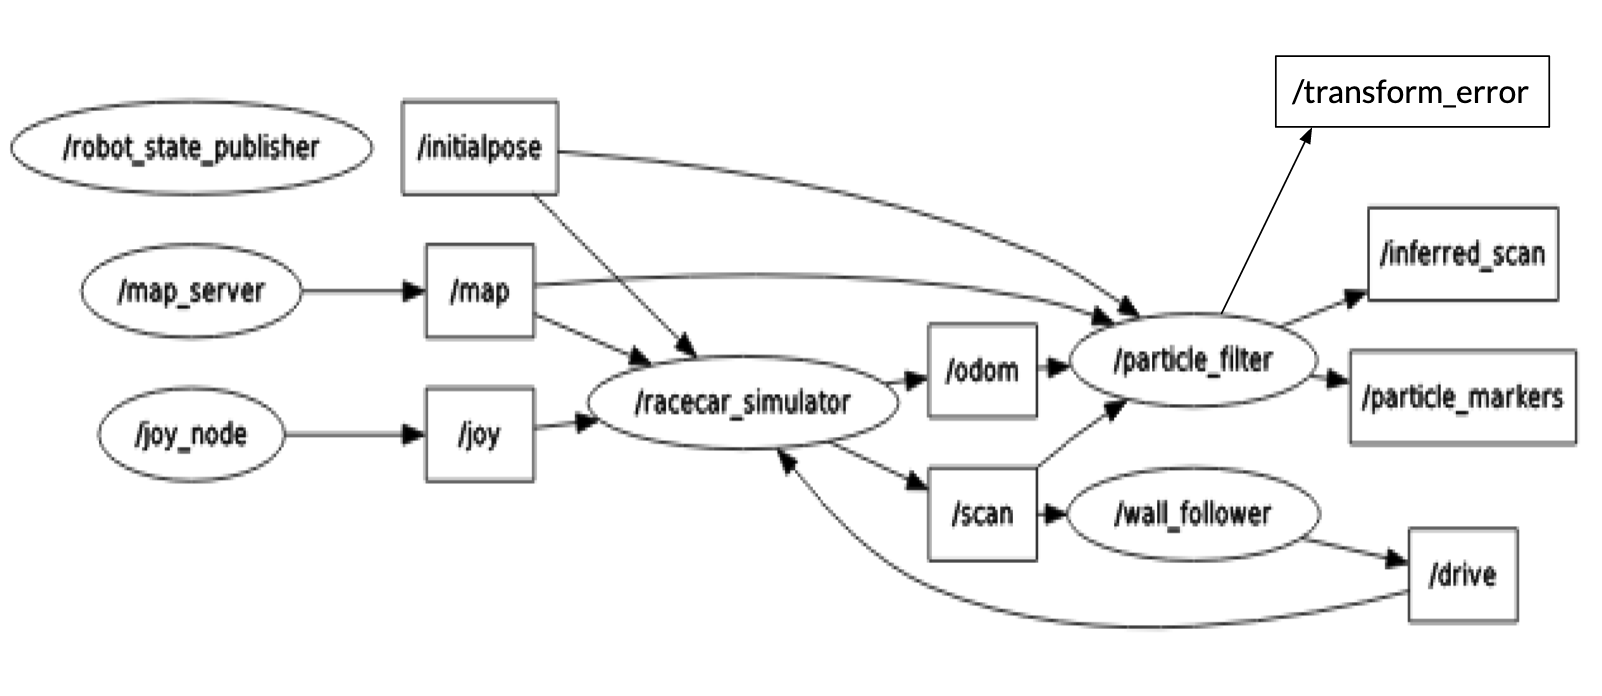 /transform_error
/robot_state_publisher
/initialpose
/inferred_scan
/map_server
/map
/odom
/particle_filter
/particle_markers
/racecar_simulator
/joy_node
/joy
/scan
/wall_follower
/drive